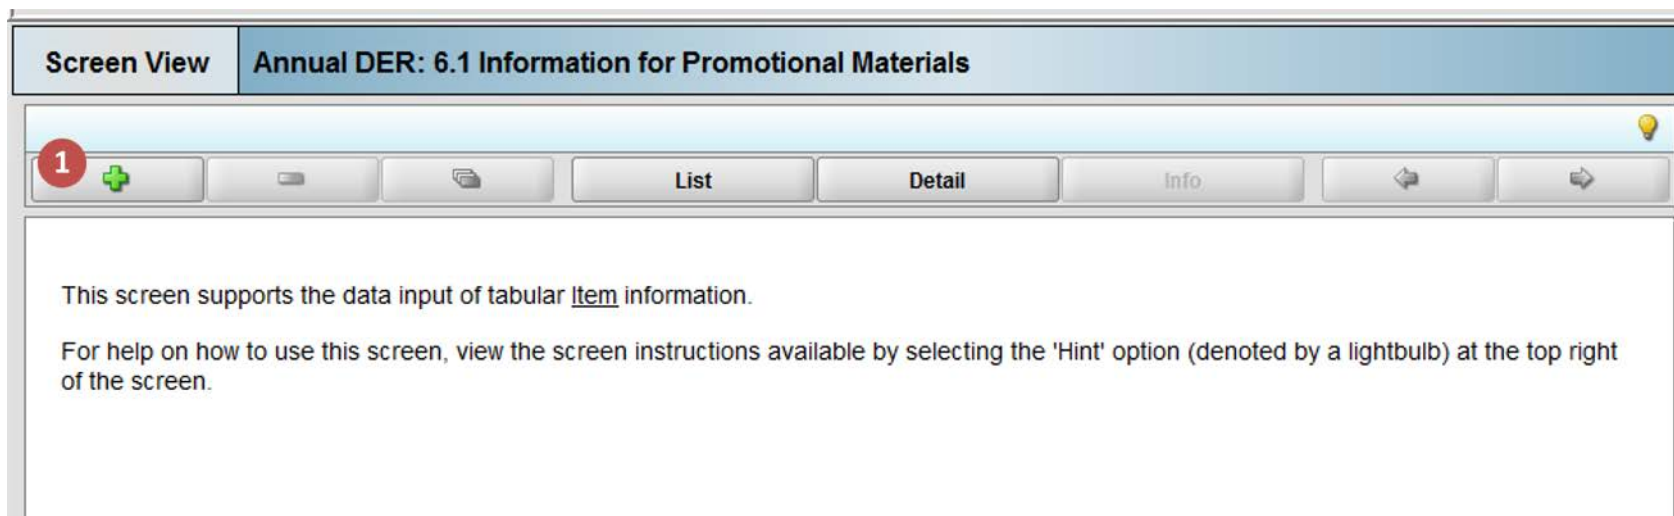 Screen View
Annual DER: 6.1 Information for Promotional Materials
1
List
Detail
Info
This screen supports the data input of tabular Item information.
For help on how to use this screen, view the screen instructions available by selecting the 'Hint' option (denoted by a lightbulb) at the top right
of the screen.